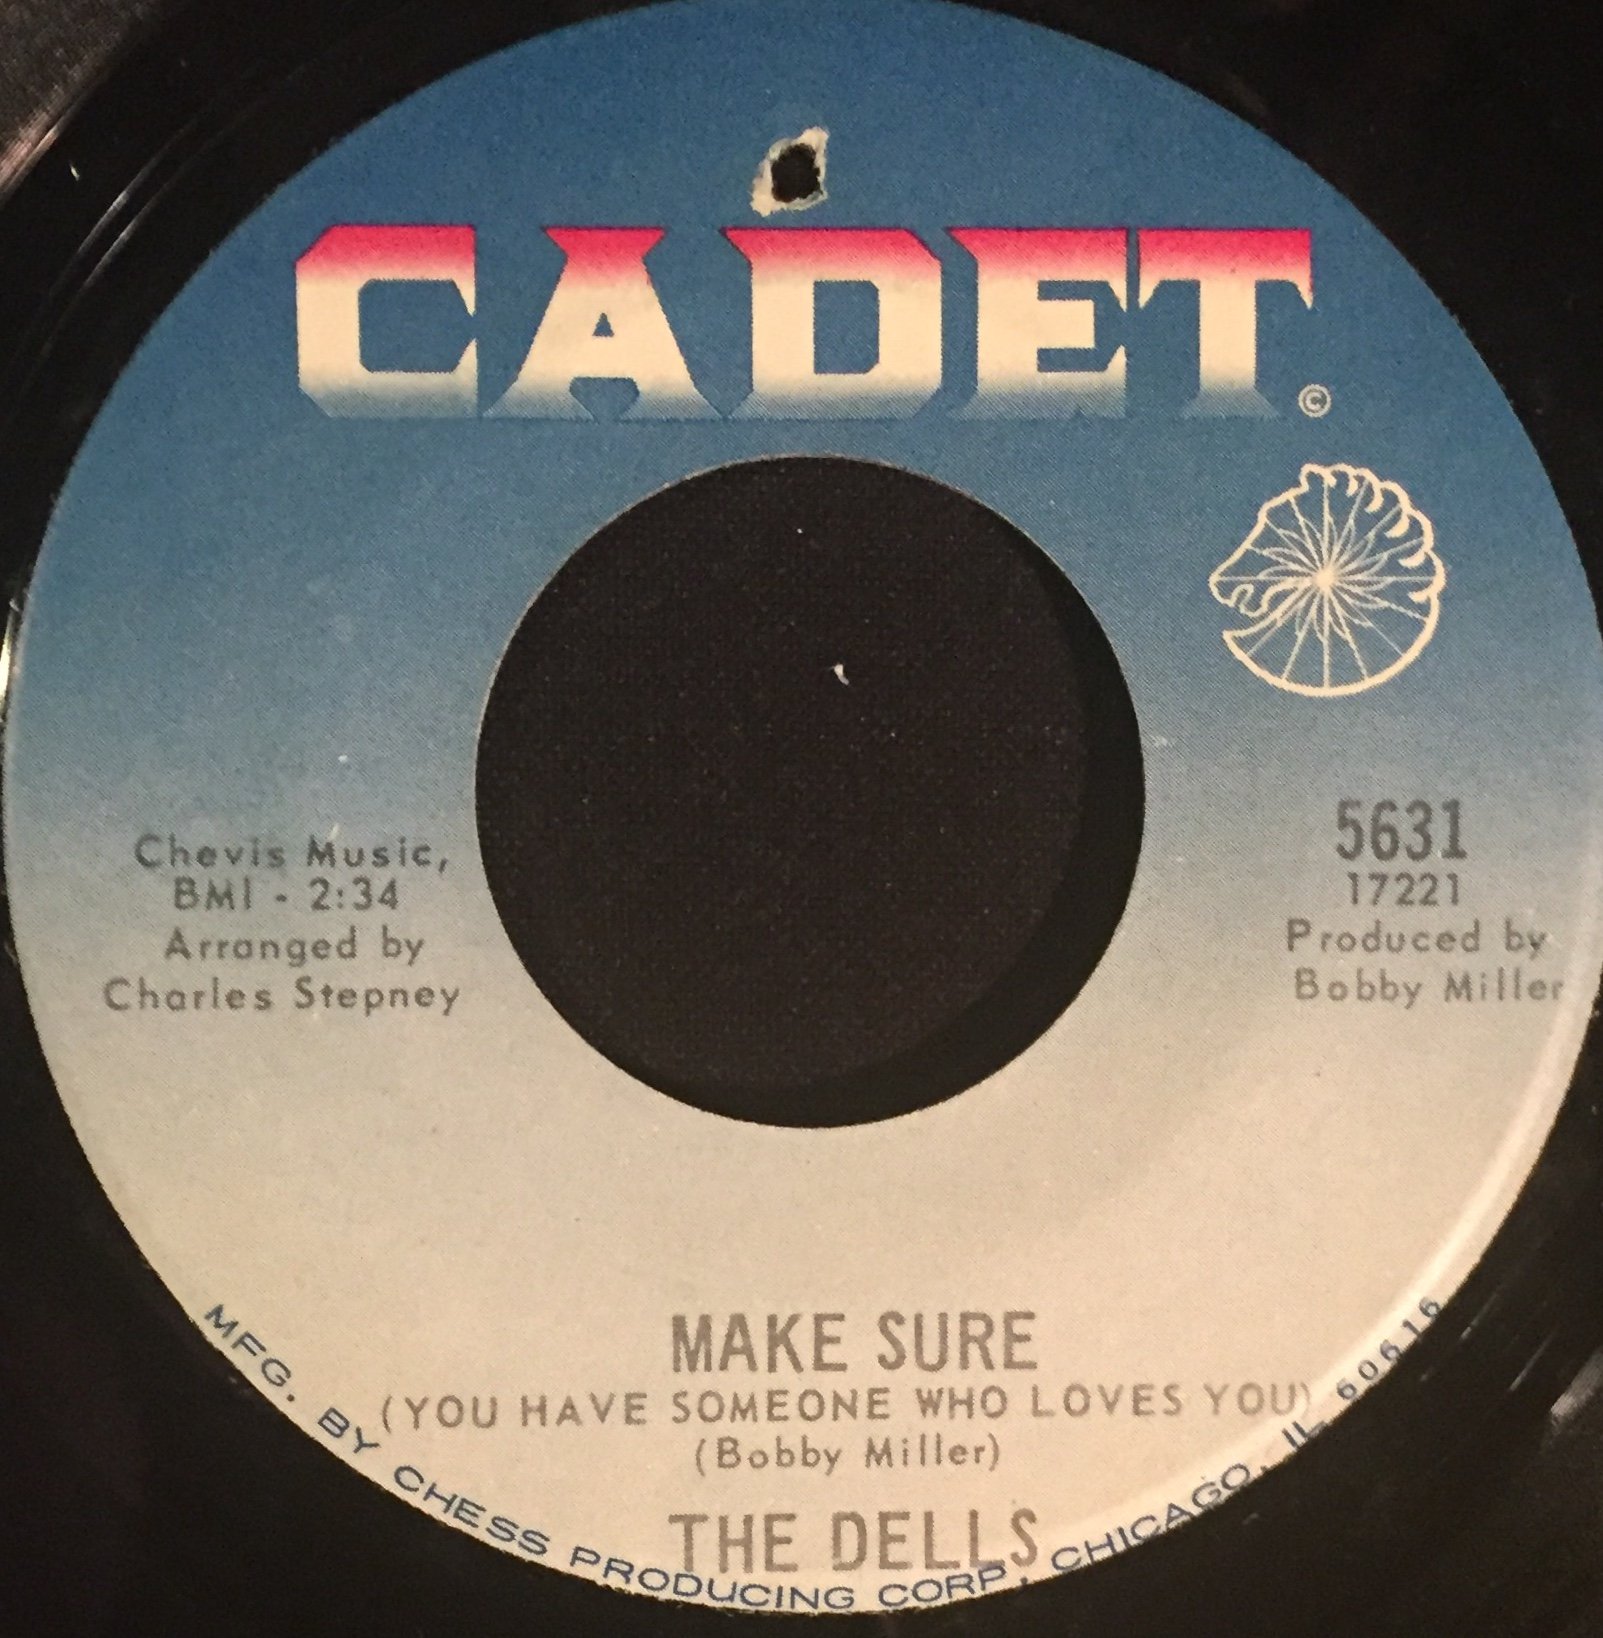 CADET
©
Chevis Music,
BMI - 2:34
Arranged by
Charles Stepney
5631
17221
Produced by
Bobby Miller
MAKE SURE
(YOU HAVE SOMEONE WHO LOVES YOU)
(Bobby Miller)
THE DELLS
MFG. BY CHESS PRODUCING CORP., CHICAGO, IL. 60616